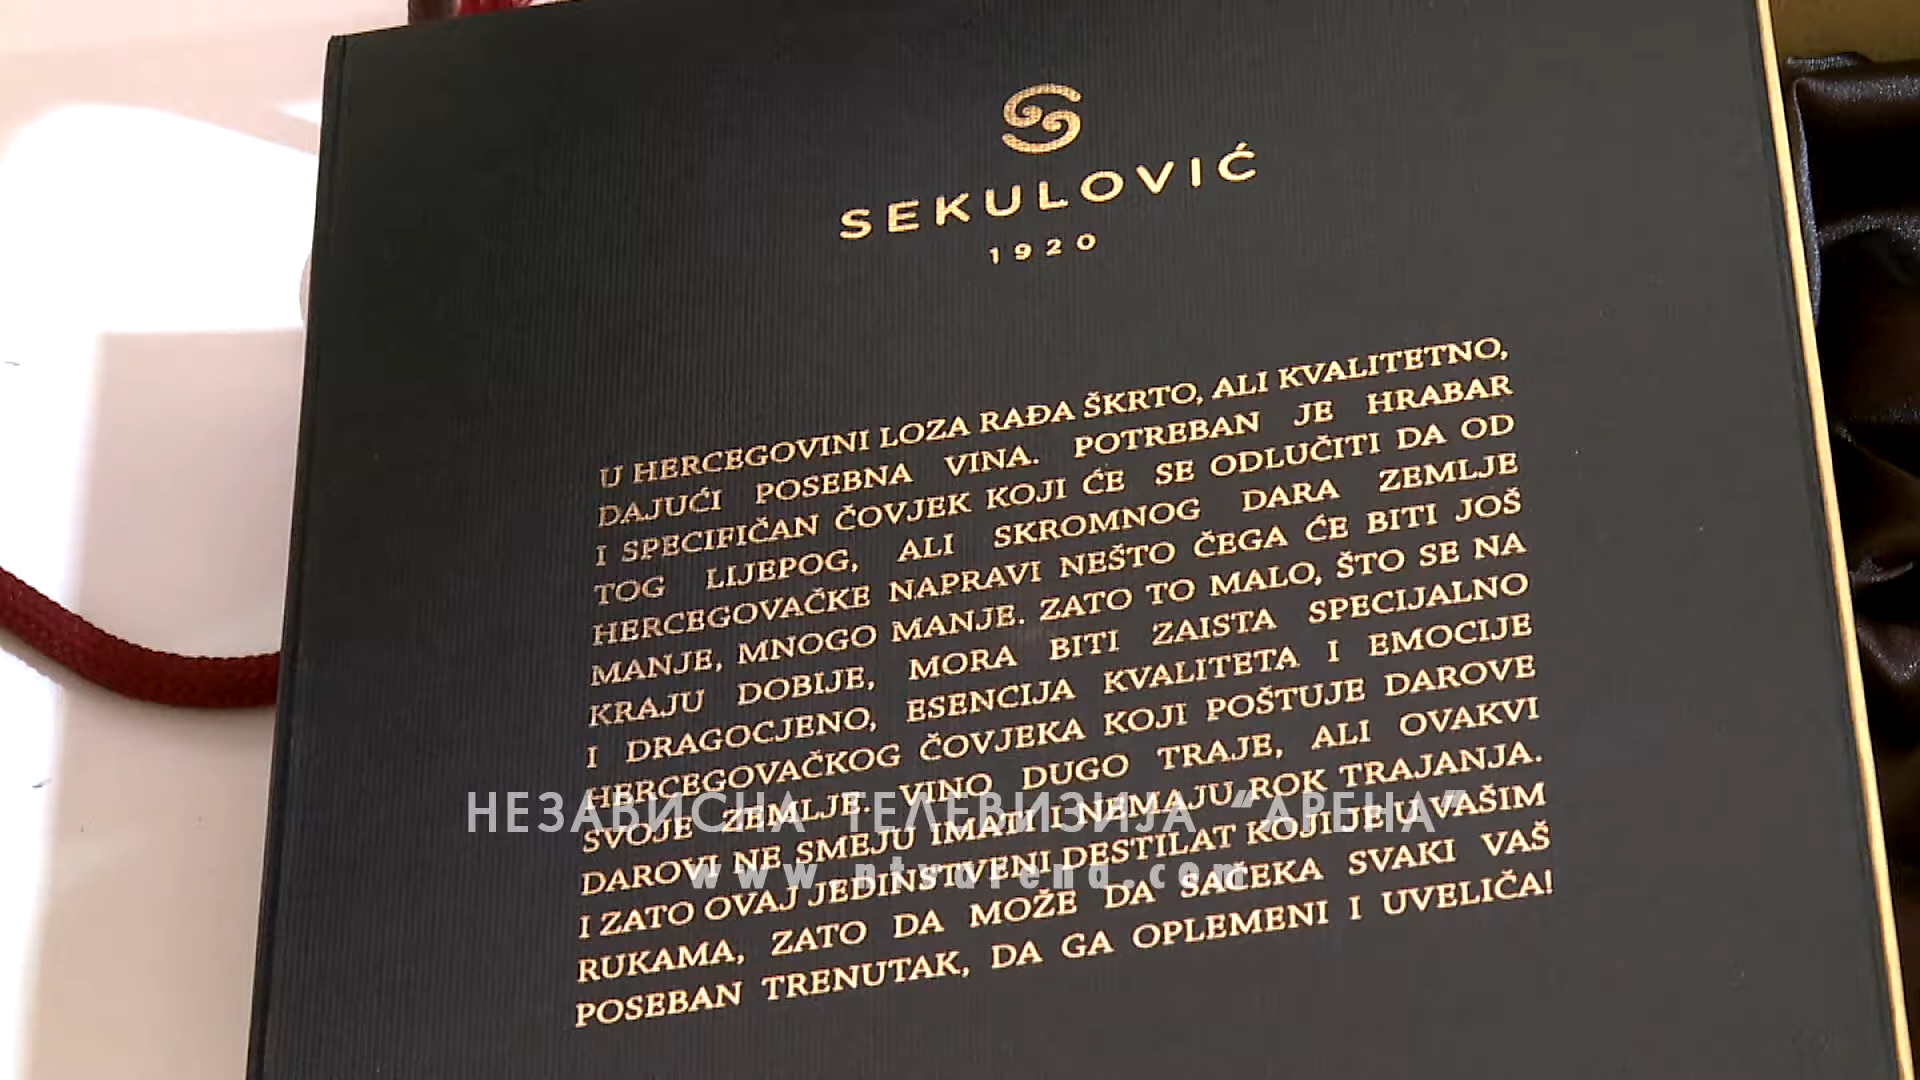 SEKULOVIĆ
1920
U HERCEGOVINI LOZA RAĐA ŠKRTO, ALI KVALITETNO,
DAJUĆI POSEBNA VINA. POTREBAN JE HRABAR
I SPECIFIČAN ČOVJEK KOJI ĆE SE ODLUČITI DA OD
TOG LIJEPOG, ALI SKROMNOG DARA ZEMLJE
HERCEGOVAČKE NAPRAVI NEŠTO ČEGA ĆE BITI JOŠ
MANJE, MNOGO MANJE. ZATO TO MALO, ŠTO SE NA
KRAJU DOBIJE, MORA BITI ZAISTA SPECIJALNO
I DRAGOCJENO, ESENCIJA KVALITETA I EMOCIJE
HERCEGOVAČKOG ČOVJEKA KOJI POŠTUJE DAROVE
SVOJE ZEMLJE. VINO DUGO TRAJE, ALI OVAKVI
DAROVI NE SMEJU IMATI I NEMAJU ROK TRAJANJA.
I ZATO OVAJ JEDINSTVENI DESTILAT KOJI JE U VAŠIM
RUKAMA, ZATO DA MOŽE DA SAČEKA SVAKI VAŠ
POSEBAN TRENUTAK, DA GA OPLEMENI I UVELIČA!
НЕЗАВИСНА ТЕЛЕВИЗИЈА "АРЕНА"
www.ntvarena.com